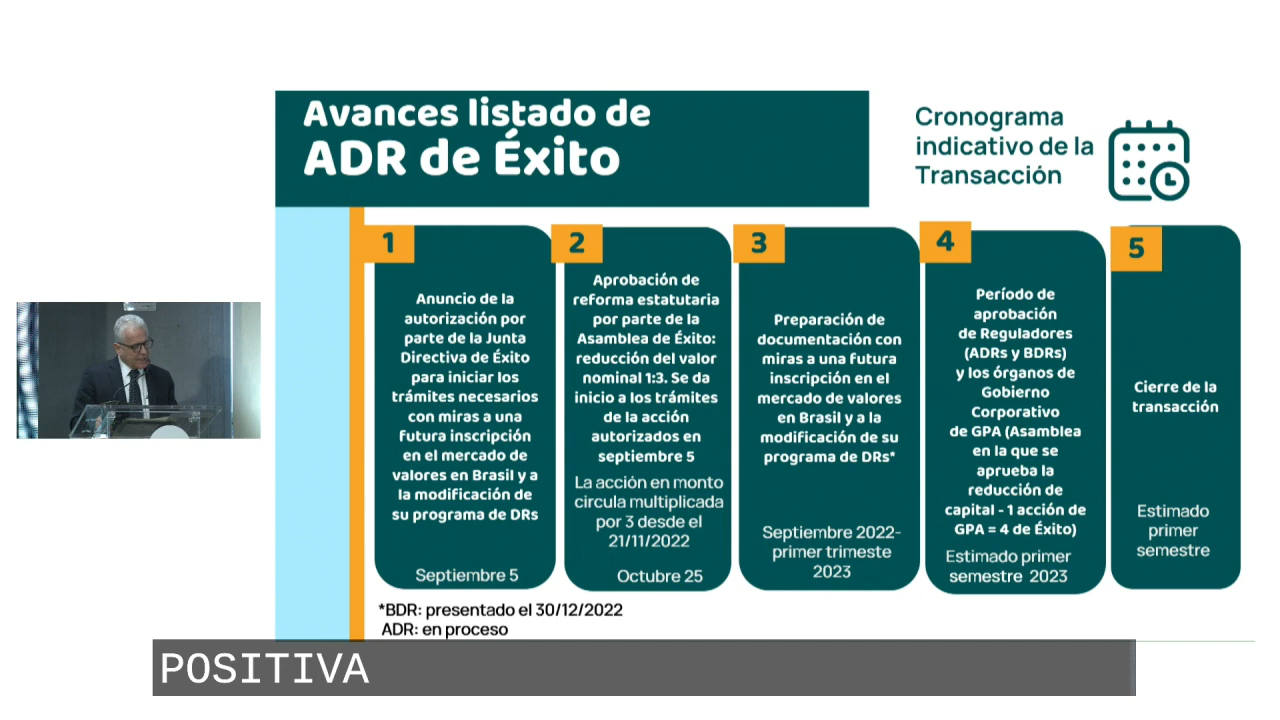 Avances listado de
ADR de Éxito
Cronograma
indicativo de la
Transacción
1
Anuncio de la
autorización por
parte de la Junta
Directiva de Éxito
para iniciar los
trámites necesarios
con miras a una
futura inscripción
en el mercado de
valores en Brasil y a
la modificación de
su programa de DRs
Septiembre 5
2
Aprobación de
reforma estatutaria
por parte de la
Asamblea de Éxito:
reducción del valor
nominal 1:3. Se da
inicio a los trámites
de la acción
autorizados en
septiembre 5
La acción en monto
circula multiplicada
por 3 desde el
21/11/2022
Octubre 25
3
Preparación de
documentación con
miras a una futura
inscripción en el
mercado de valores
en Brasil y a la
modificación de su
programa de DRs*
Septiembre 2022-
primer trimeste
2023
4
Período de
aprobación
de Reguladores
(ADRs y BDRs)
y los órganos de
Gobierno
Corporativo
de GPA (Asamblea
en la que se
aprueba la
reducción de
capital - 1 acción de
GPA = 4 de Éxito)
Estimado primer
semestre 2023
5
Cierre de la
transacción
Estimado
primer
semestre
*BDR: presentado el 30/12/2022
ADR: en proceso
POSITIVA